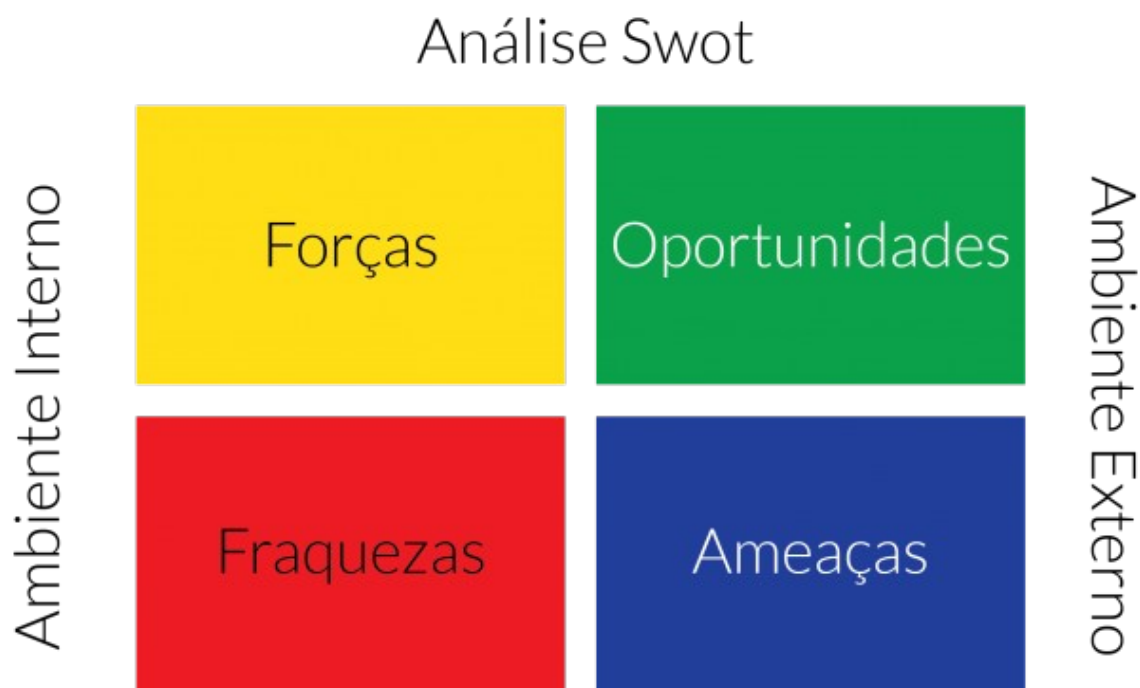 Análise Swot
Ambiente Interno
Forças
Oportunidades
Ambiente Externo
Fraquezas
Ameaças